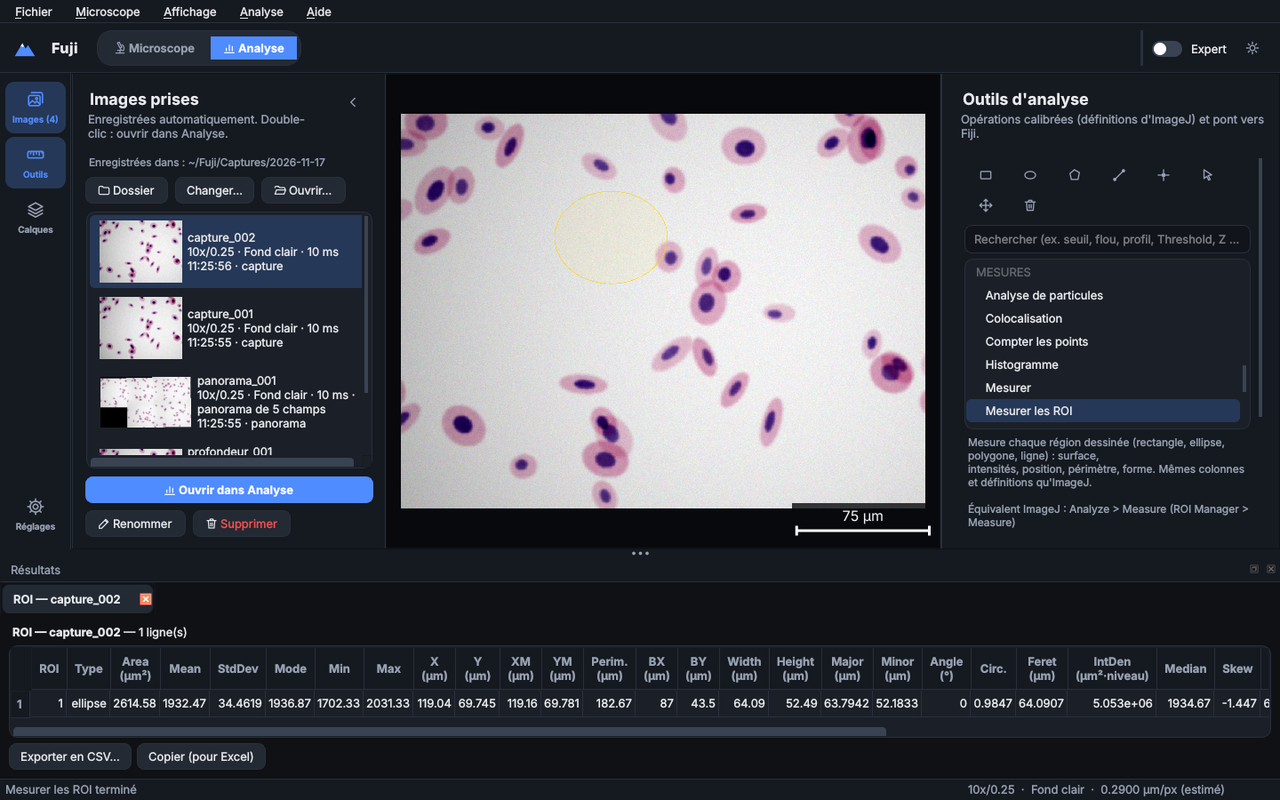 Fichier Microscope Affichage Analyse Aide
Fuji Microscope Analyse Expert
Images (4)
Outils
Calques
Réglages
Images prises
Enregistrées automatiquement. Double-
clic : ouvrir dans Analyse.
Enregistrées dans : ~/Fuji/Captures/2026-11-17
Dossier Changer... Ouvrir...
capture_002
10x/0.25 · Fond clair · 10 ms
11:25:56 · capture
capture_001
10x/0.25 · Fond clair · 10 ms
11:25:55 · capture
panorama_001
10x/0.25 · Fond clair · 10 ms ·
panorama de 5 champs
11:25:55 · panorama
profondeur_001
Ouvrir dans Analyse
Renommer Supprimer
75 µm
Outils d'analyse
Opérations calibrées (définitions d'ImageJ) et pont vers
Fiji.
Rechercher (ex. seuil, flou, profil, Threshold, Z ...
MESURES
Analyse de particules
Colocalisation
Compter les points
Histogramme
Mesurer
Mesurer les ROI
Mesure chaque région dessinée (rectangle, ellipse,
polygone, ligne) : surface,
intensités, position, périmètre, forme. Mêmes colonnes
et définitions qu'ImageJ.
Équivalent ImageJ : Analyze > Measure (ROI Manager >
Measure)
Résultats
ROI — capture_002
ROI — capture_002 — 1 ligne(s)
ROI Type Area (µm²) Mean StdDev Mode Min Max X (µm) Y (µm) XM (µm) YM (µm) Perim. (µm) BX (µm) BY (µm) Width (µm) Height (µm) Major (µm) Minor (µm) Angle (°) Circ. Feret (µm) IntDen (µm²·niveau) Median Skew
1 1 ellipse 2614.58 1932.47 34.4619 1936.87 1702.33 2031.33 119.04 69.745 119.16 69.781 182.67 87 43.5 64.09 52.49 63.7942 52.1833 0 0.9847 64.0907 5.053e+06 1934.67 -1.447 6
Exporter en CSV... Copier (pour Excel)
Mesurer les ROI terminé 10x/0.25 · Fond clair · 0.2900 µm/px (estimé)